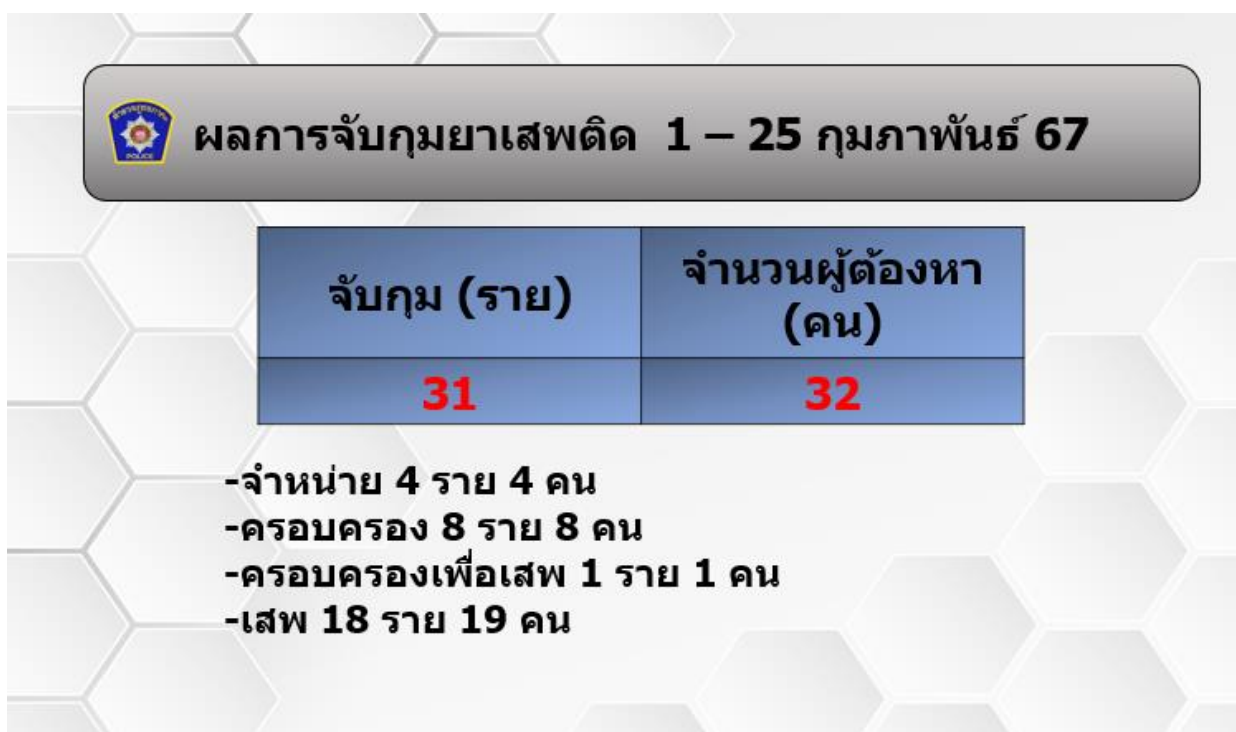 ผลการจับกุมยาเสพติด 1 – 25 กุมภาพันธ์ 67
จับกุม (ราย)
จำนวนผู้ต้องหา
(คน)
31
32
-จำหน่าย 4 ราย 4 คน
-ครอบครอง 8 ราย 8 คน
-ครอบครองเพื่อเสพ 1 ราย 1 คน
-เสพ 18 ราย 19 คน
POLICE